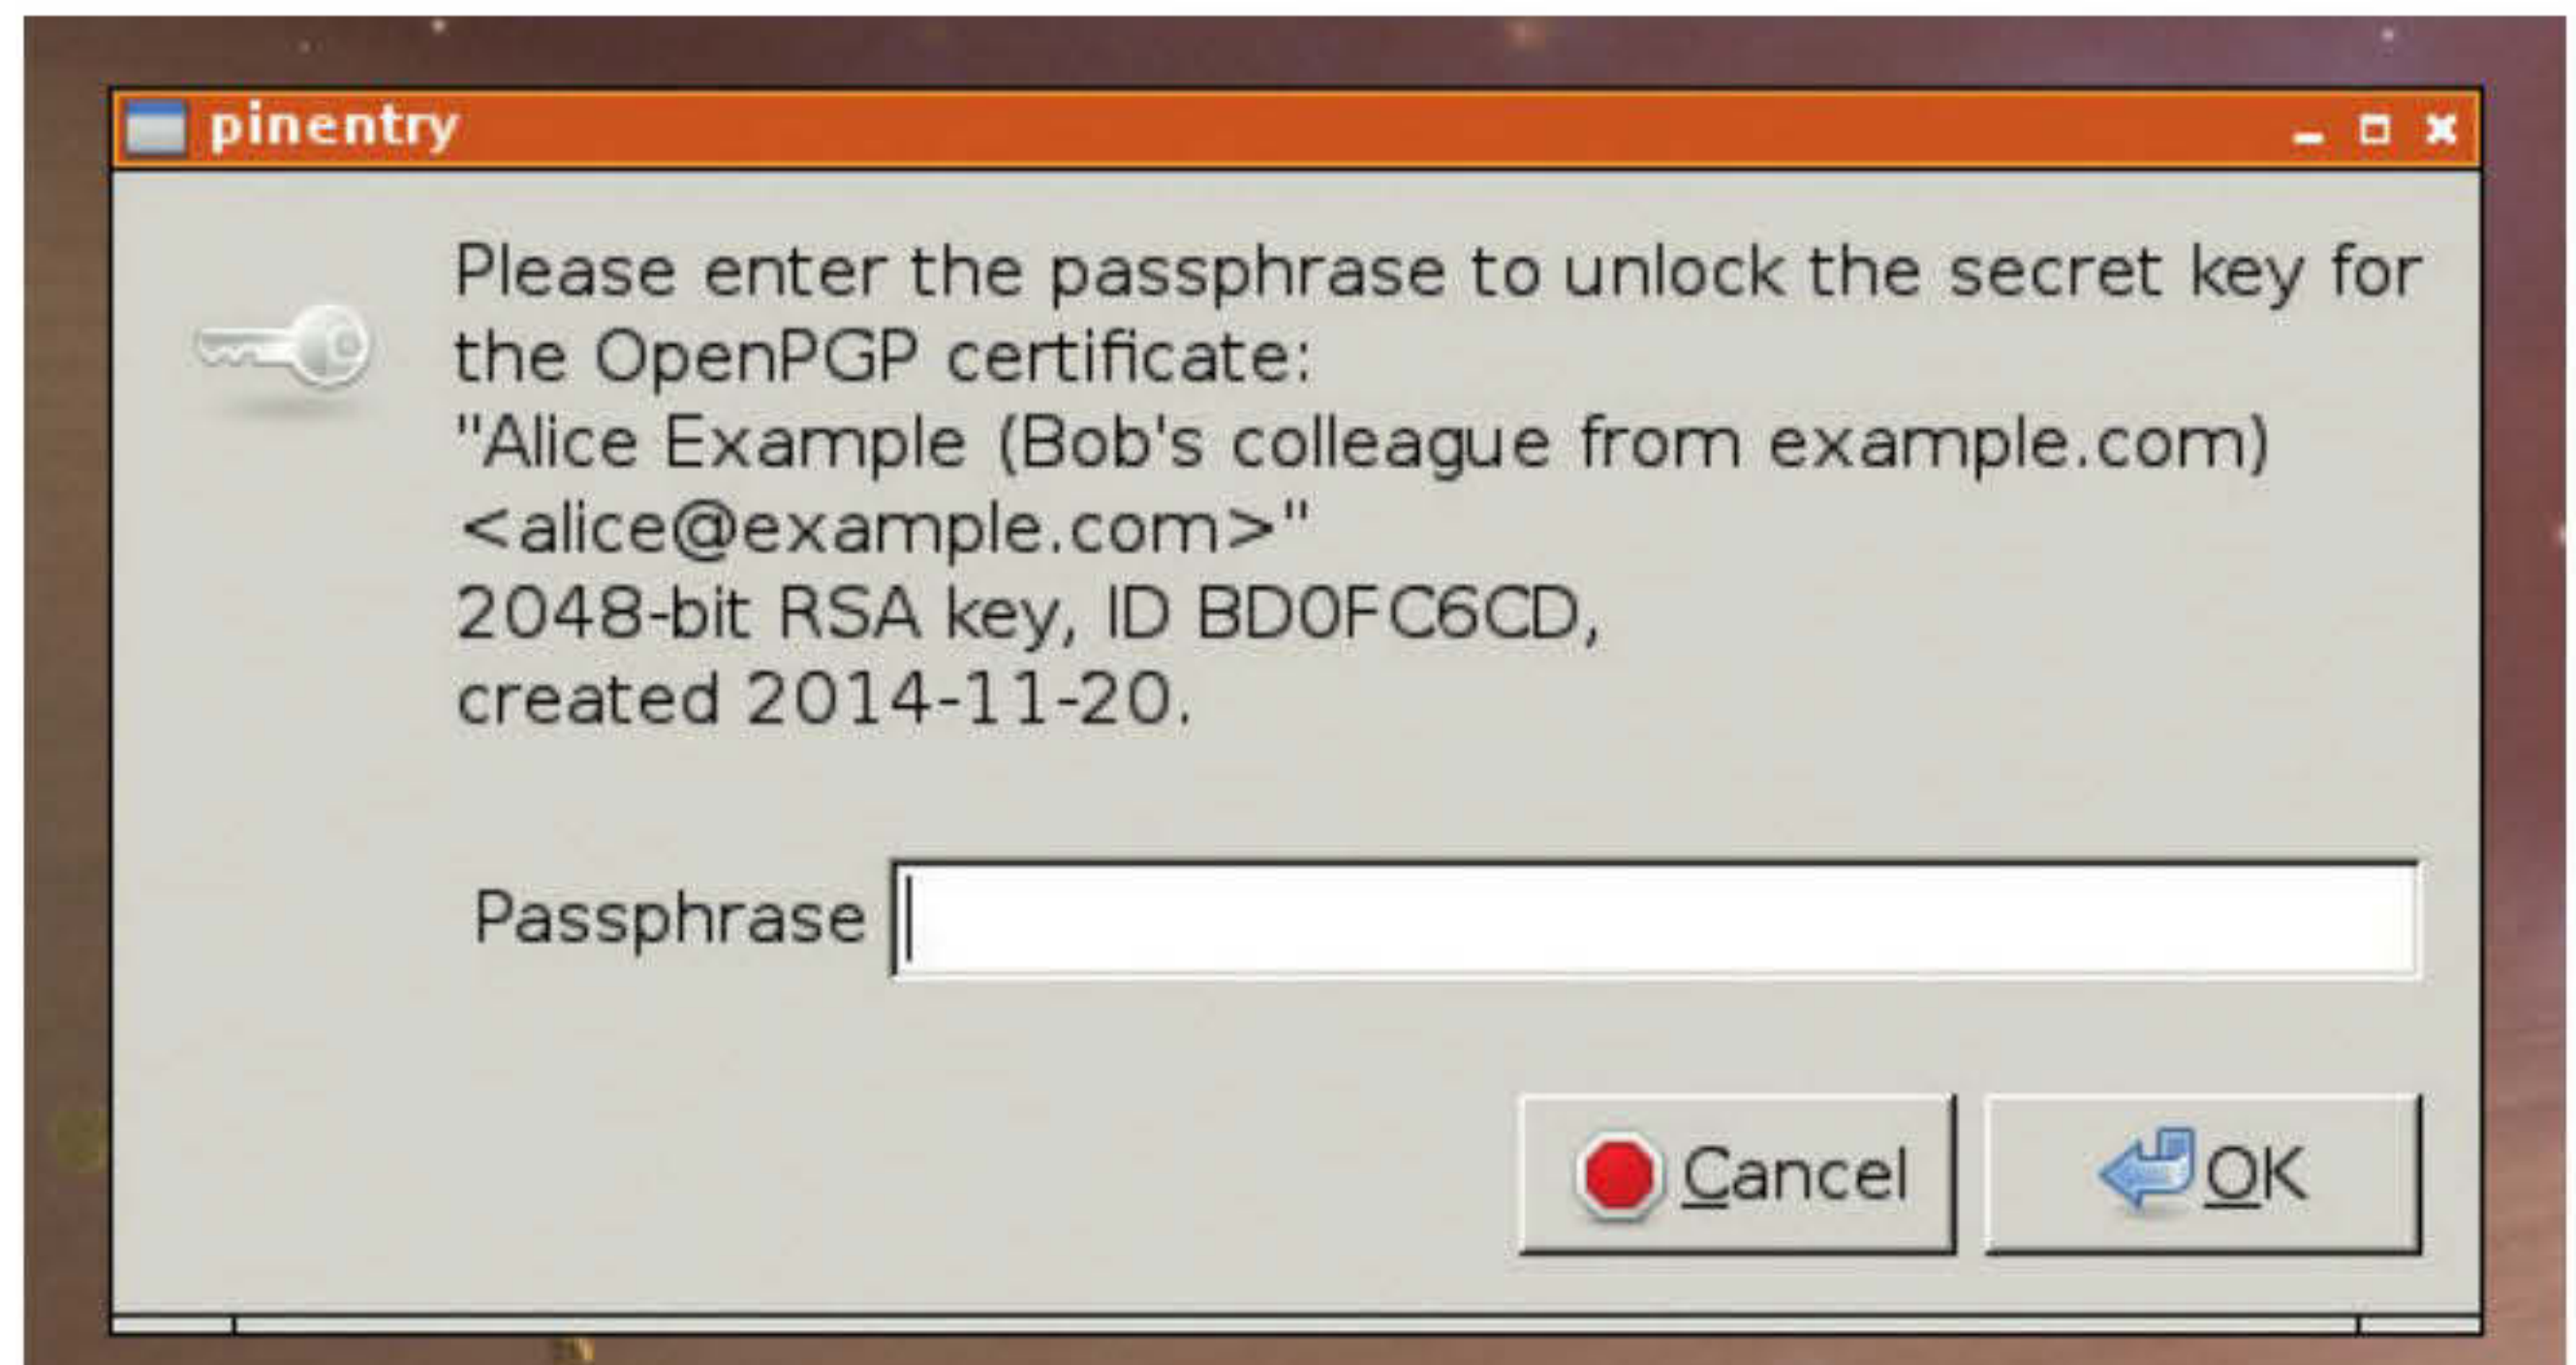 pinentry
Please enter the passphrase to unlock the secret key for
the OpenPGP certificate:
"Alice Example (Bob's colleague from example.com)
<alice@example.com>"
2048-bit RSA key, ID BD0FC6CD,
created 2014-11-20.
Passphrase
Cancel OK